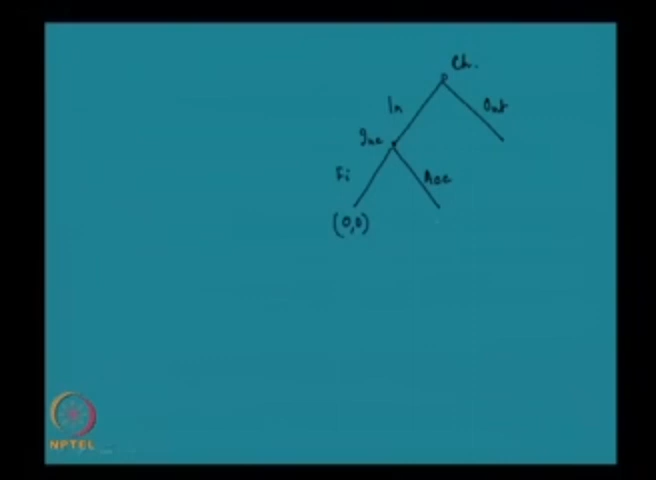 Ch.
In
Out
Inc
Fi
Acc
(0,0)
NPTEL